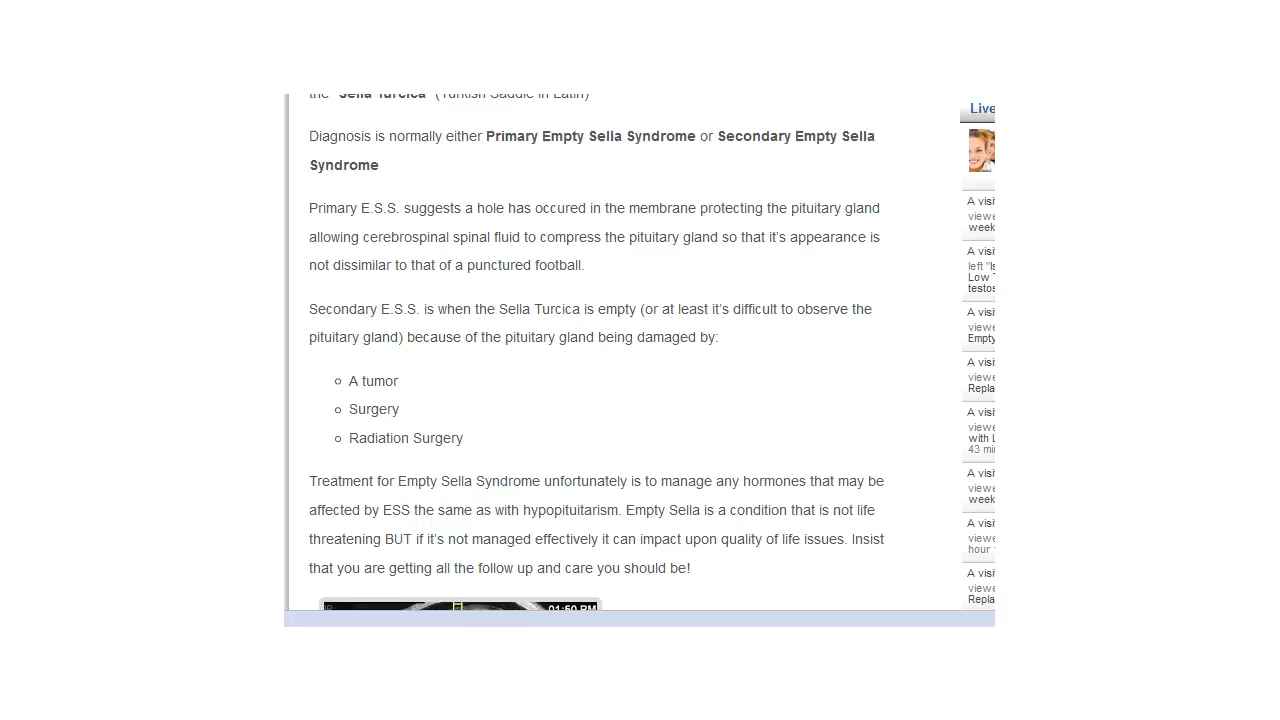 the "Sella Turcica" (Turkish Saddle in Latin)
Diagnosis is normally either Primary Empty Sella Syndrome or Secondary Empty Sella
Syndrome
Primary E.S.S. suggests a hole has occured in the membrane protecting the pituitary gland
allowing cerebrospinal spinal fluid to compress the pituitary gland so that it’s appearance is
not dissimilar to that of a punctured football.
Secondary E.S.S. is when the Sella Turcica is empty (or at least it’s difficult to observe the
pituitary gland) because of the pituitary gland being damaged by:
A tumor
Surgery
Radiation Surgery
Treatment for Empty Sella Syndrome unfortunately is to manage any hormones that may be
affected by ESS the same as with hypopituitarism. Empty Sella is a condition that is not life
threatening BUT if it’s not managed effectively it can impact upon quality of life issues. Insist
that you are getting all the follow up and care you should be!
01:50 PM
Live
A visi
viewe
week
A visi
left "Is
Low T
testos
A visi
viewe
Empty
A visi
viewe
Repla
A visi
viewe
with L
43 min
A visi
viewe
week
A visi
viewe
hour
A visi
viewe
Repla